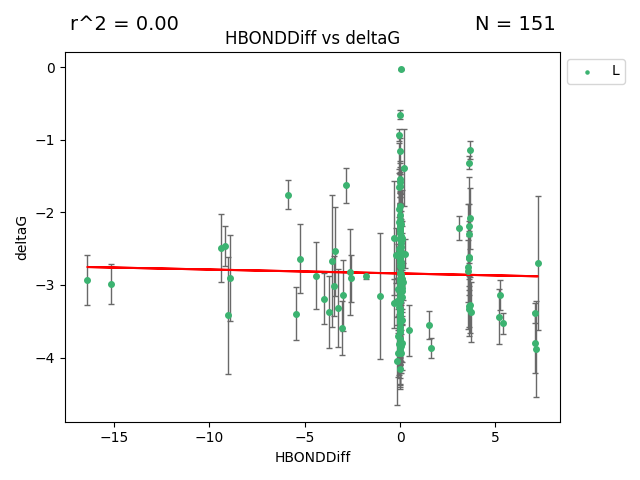 r^2 = 0.00 N = 151
HBONDDiff vs deltaG
L
deltaG
0
−1
−2
−3
−4
−15 −10 −5 0 5
HBONDDiff